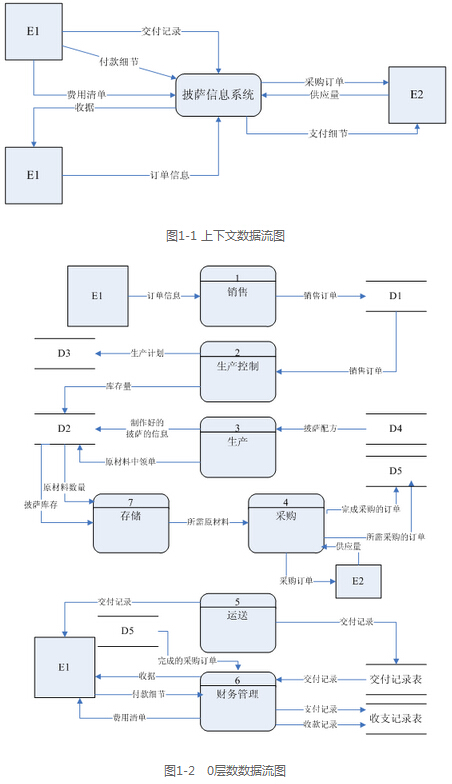 E1
交付记录
付款细节
费用清单
收据
披萨信息系统
采购订单
供应量
E2
支付细节
E1
订单信息
图1-1 上下文数据流图
E1
订单信息
1
销售
销售订单
D1
D3
生产计划
2
生产控制
销售订单
库存量
D2
制作好的
披萨的信息
3
生产
披萨配方
D4
原材料申领单
D5
原材料数量
披萨库存
7
存储
所需原材料
4
采购
完成采购的订单
所需采购的订单
供应量
采购订单
E2
交付记录
5
运送
D5
交付记录
完成的采购订单
E1
收据
付款细节
费用清单
6
财务管理
交付记录
交付记录表
支付记录
收款记录
收支记录表
图1-2 0层数数据流图